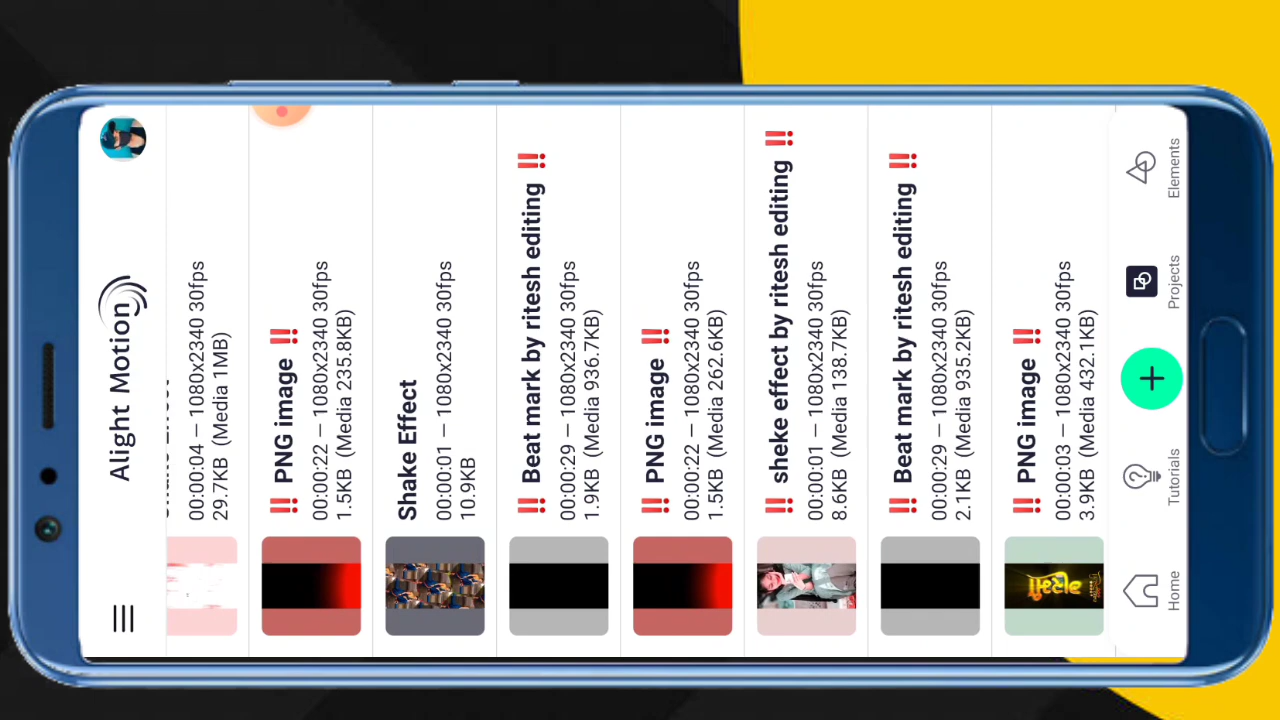 Alight Motion
00:00:04 — 1080x2340 30fps
29.7KB (Media 1MB)
‼️ PNG image ‼️
00:00:22 — 1080x2340 30fps
1.5KB (Media 235.8KB)
Shake Effect
00:00:01 — 1080x2340 30fps
10.9KB
‼️ Beat mark by ritesh editing ‼️
00:00:29 — 1080x2340 30fps
1.9KB (Media 936.7KB)
‼️ PNG image ‼️
00:00:22 — 1080x2340 30fps
1.5KB (Media 262.6KB)
‼️ sheke effect by ritesh editing ‼️
00:00:01 — 1080x2340 30fps
8.6KB (Media 138.7KB)
‼️ Beat mark by ritesh editing ‼️
00:00:29 — 1080x2340 30fps
2.1KB (Media 935.2KB)
‼️ PNG image ‼️
00:00:03 — 1080x2340 30fps
3.9KB (Media 432.1KB)
Home
Tutorials
Projects
Elements